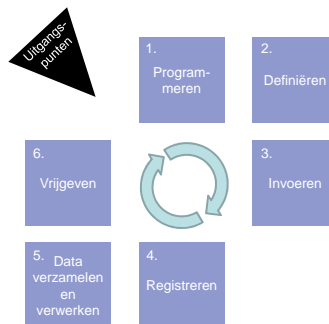 Uitgangs-
punten
1.
Program-
meren
2.
Definiëren
3.
Invoeren
4.
Registreren
5. Data
verzamelen
en
verwerken
6.
Vrijgeven